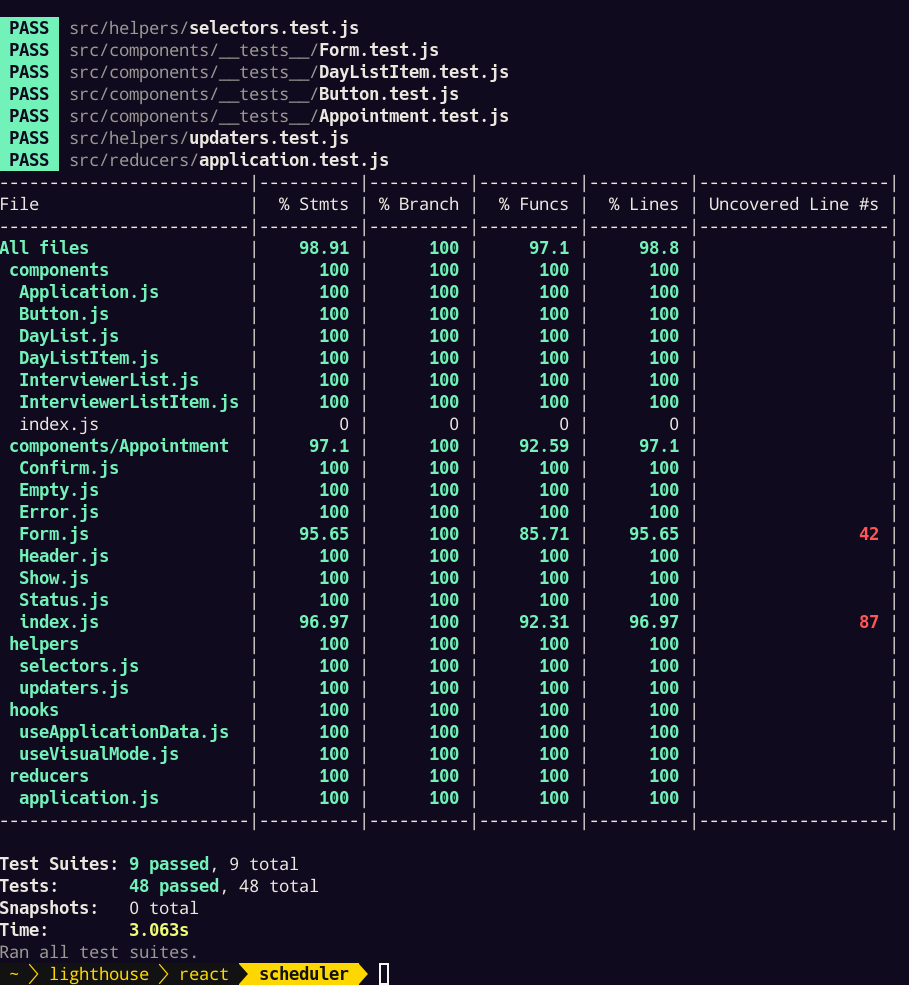 PASS src/helpers/selectors.test.js
PASS src/components/__tests__/Form.test.js
PASS src/components/__tests__/DayListItem.test.js
PASS src/components/__tests__/Button.test.js
PASS src/components/__tests__/Appointment.test.js
PASS src/helpers/updaters.test.js
PASS src/reducers/application.test.js
-------------------------|----------|----------|----------|----------|-------------------|
File                     |  % Stmts | % Branch |  % Funcs |  % Lines | Uncovered Line #s |
-------------------------|----------|----------|----------|----------|-------------------|
All files                |    98.91 |      100 |     97.1 |     98.8 |                   |
 components              |      100 |      100 |      100 |      100 |                   |
  Application.js         |      100 |      100 |      100 |      100 |                   |
  Button.js              |      100 |      100 |      100 |      100 |                   |
  DayList.js             |      100 |      100 |      100 |      100 |                   |
  DayListItem.js         |      100 |      100 |      100 |      100 |                   |
  InterviewerList.js     |      100 |      100 |      100 |      100 |                   |
  InterviewerListItem.js |      100 |      100 |      100 |      100 |                   |
  index.js               |        0 |        0 |        0 |        0 |                   |
 components/Appointment  |     97.1 |      100 |    92.59 |     97.1 |                   |
  Confirm.js             |      100 |      100 |      100 |      100 |                   |
  Empty.js               |      100 |      100 |      100 |      100 |                   |
  Error.js               |      100 |      100 |      100 |      100 |                   |
  Form.js                |    95.65 |      100 |    85.71 |    95.65 |                42 |
  Header.js              |      100 |      100 |      100 |      100 |                   |
  Show.js                |      100 |      100 |      100 |      100 |                   |
  Status.js              |      100 |      100 |      100 |      100 |                   |
  index.js               |    96.97 |      100 |    92.31 |    96.97 |                87 |
 helpers                 |      100 |      100 |      100 |      100 |                   |
  selectors.js           |      100 |      100 |      100 |      100 |                   |
  updaters.js            |      100 |      100 |      100 |      100 |                   |
 hooks                   |      100 |      100 |      100 |      100 |                   |
  useApplicationData.js  |      100 |      100 |      100 |      100 |                   |
  useVisualMode.js       |      100 |      100 |      100 |      100 |                   |
 reducers                |      100 |      100 |      100 |      100 |                   |
  application.js         |      100 |      100 |      100 |      100 |                   |
-------------------------|----------|----------|----------|----------|-------------------|
Test Suites: 9 passed, 9 total
Tests:       48 passed, 48 total
Snapshots:   0 total
Time:        3.063s
Ran all test suites.
~ lighthouse react scheduler